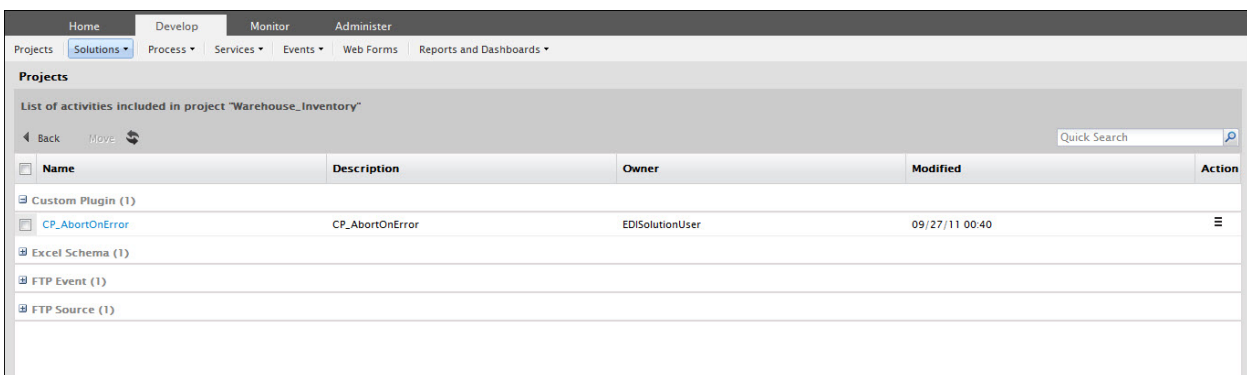 Home Develop Monitor Administer
Projects Solutions Process Services Events Web Forms Reports and Dashboards
Projects
List of activities included in project "Warehouse_Inventory"
Back Move Quick Search
Name Description Owner Modified Action
Custom Plugin (1)
CP_AbortOnError CP_AbortOnError EDISolutionUser 09/27/11 00:40
Excel Schema (1)
FTP Event (1)
FTP Source (1)